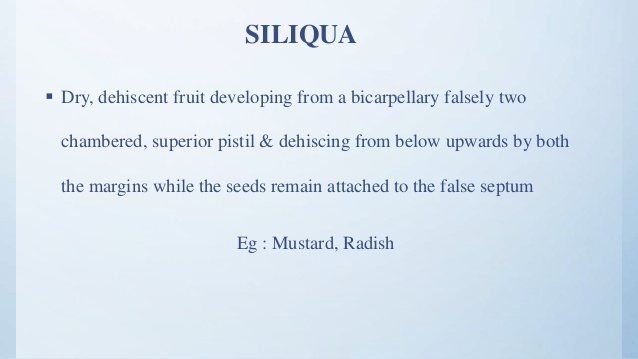 SILIQUA
▪ Dry, dehiscent fruit developing from a bicarpellary falsely two
chambered, superior pistil & dehiscing from below upwards by both
the margins while the seeds remain attached to the false septum
Eg : Mustard, Radish